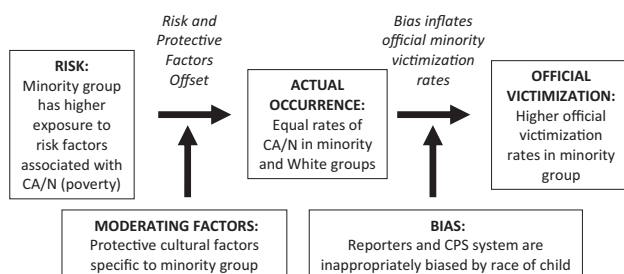 Risk and
Protective
Factors
Offset
Bias inflates
official minority
victimization
rates
RISK:
Minority group
has higher
exposure to
risk factors
associated with
CA/N (poverty)
ACTUAL
OCCURRENCE:
Equal rates of
CA/N in minority
and White groups
OFFICIAL
VICTIMIZATION:
Higher official
victimization
rates in minority
group
MODERATING FACTORS:
Protective cultural factors
specific to minority group
BIAS:
Reporters and CPS system are
inappropriately biased by race of child